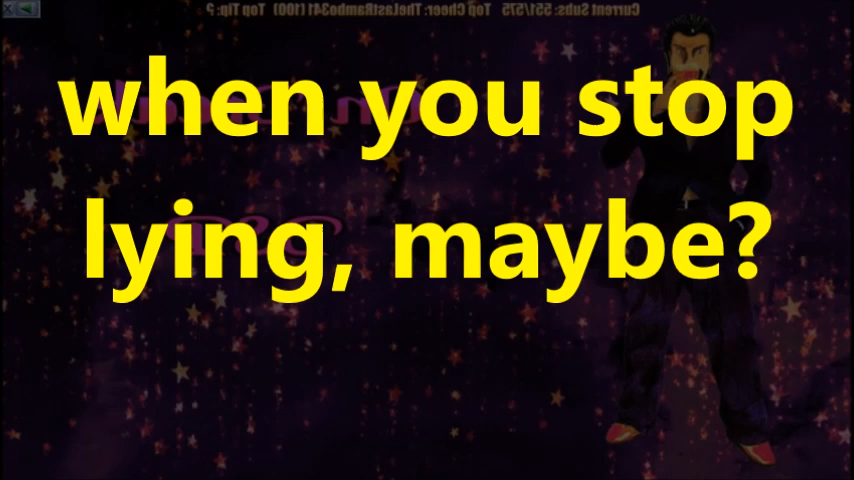 Current Subs: 551/575 Top Cheer: TheLastRambo341 (100) Top Tip: ?
when you stop
lying, maybe?